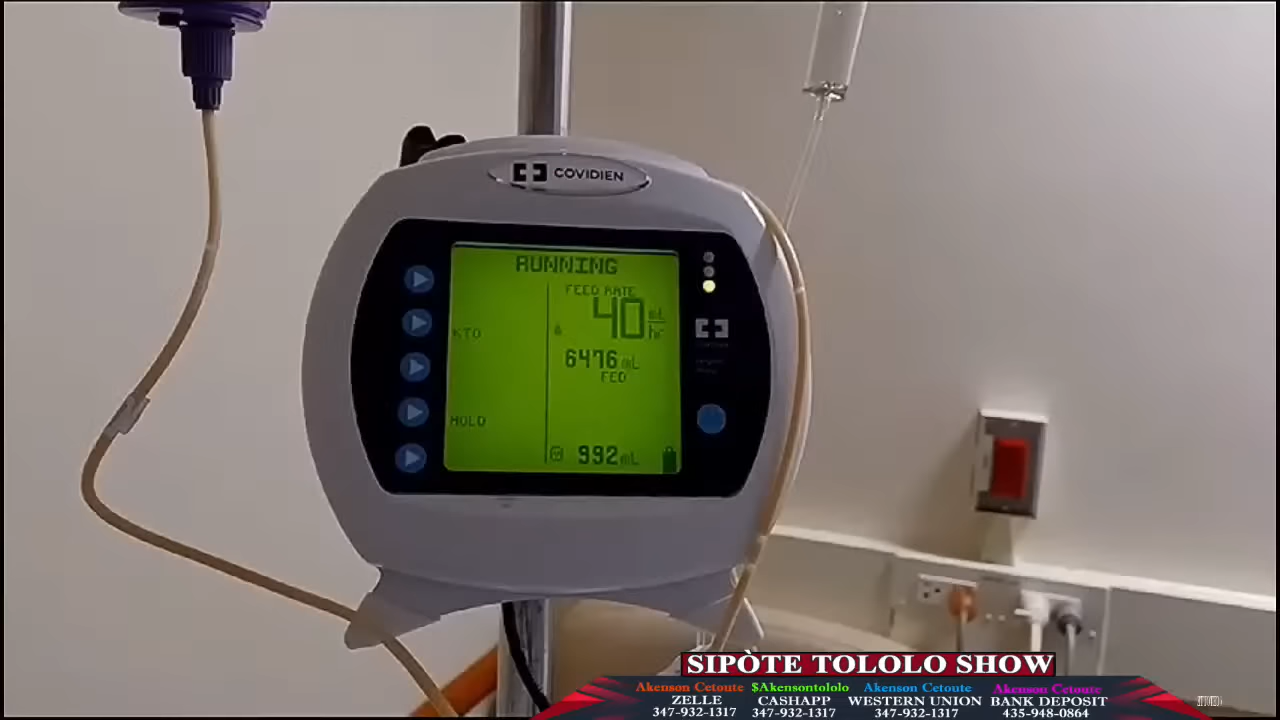 COVIDIEN
RUNNING
FEED RATE
40 mL/hr
KTO
6476 mL
FED
HOLD
992 mL
SIPÒTE TOLOLO SHOW
Akenson Cetoute $Akensontololo Akenson Cetoute Akenson Cetoute
ZELLE CASHAPP WESTERN UNION BANK DEPOSIT
347-932-1317 347-932-1317 347-932-1317 435-948-0864